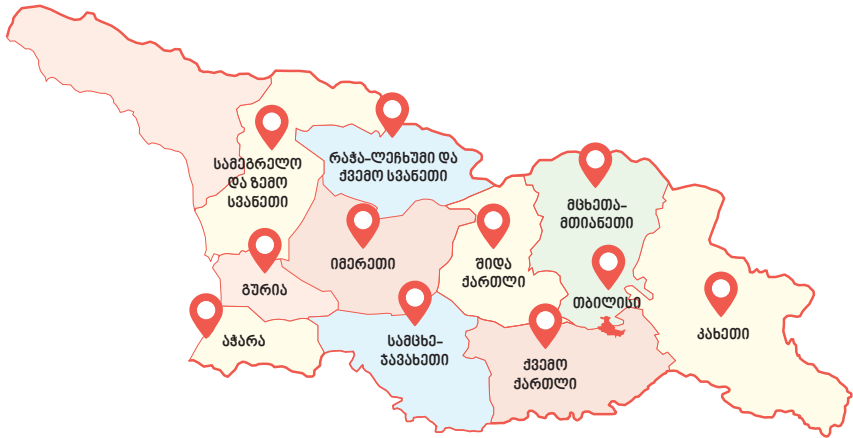 სამეგრელო
და ზემო
სვანეთი
რაჭა-ლეჩხუმი და
ქვემო სვანეთი
მცხეთა-
მთიანეთი
იმერეთი
შიდა
ქართლი
გურია
თბილისი
აჭარა
სამცხე-
ჯავახეთი
ქვემო
ქართლი
კახეთი